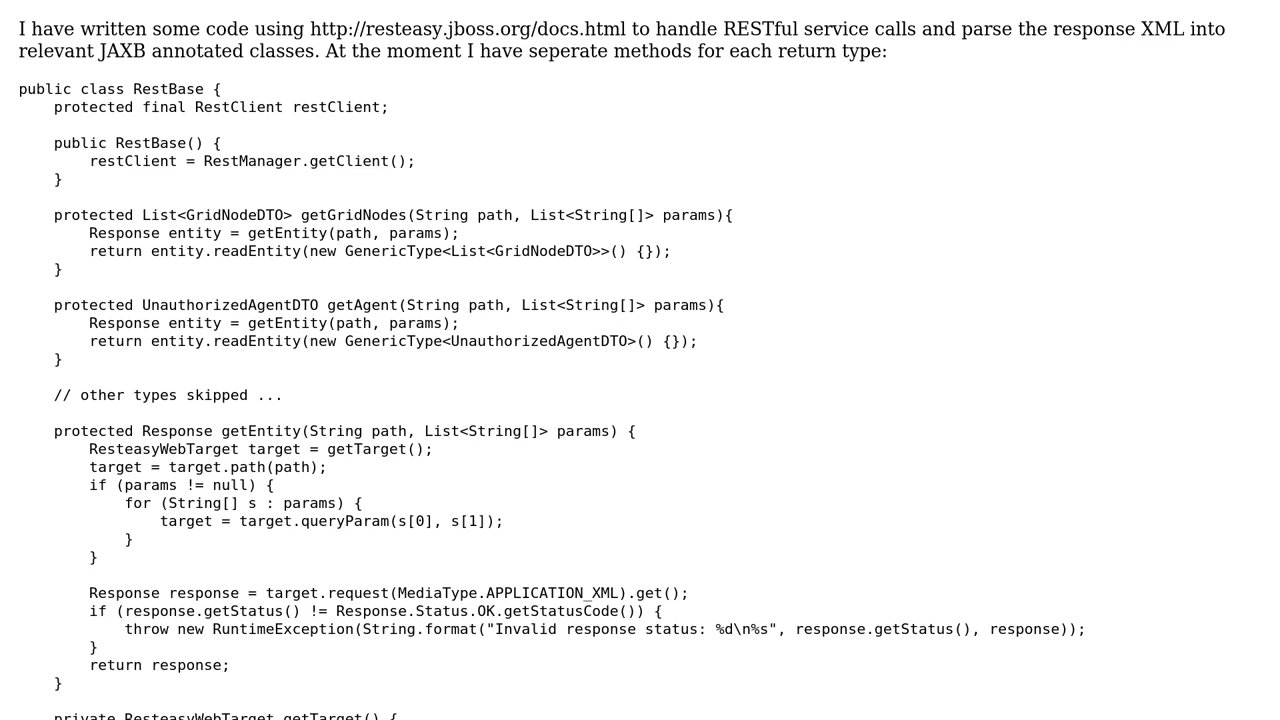 I have written some code using http://resteasy.jboss.org/docs.html to handle RESTful service calls and parse the response XML into
relevant JAXB annotated classes. At the moment I have seperate methods for each return type:
public class RestBase {
    protected final RestClient restClient;

    public RestBase() {
        restClient = RestManager.getClient();
    }

    protected List<GridNodeDTO> getGridNodes(String path, List<String[]> params){
        Response entity = getEntity(path, params);
        return entity.readEntity(new GenericType<List<GridNodeDTO>>() {});
    }

    protected UnauthorizedAgentDTO getAgent(String path, List<String[]> params){
        Response entity = getEntity(path, params);
        return entity.readEntity(new GenericType<UnauthorizedAgentDTO>() {});
    }

    // other types skipped ...

    protected Response getEntity(String path, List<String[]> params) {
        ResteasyWebTarget target = getTarget();
        target = target.path(path);
        if (params != null) {
            for (String[] s : params) {
                target = target.queryParam(s[0], s[1]);
            }
        }

        Response response = target.request(MediaType.APPLICATION_XML).get();
        if (response.getStatus() != Response.Status.OK.getStatusCode()) {
            throw new RuntimeException(String.format("Invalid response status: %d\n%s", response.getStatus(), response));
        }
        return response;
    }

    private ResteasyWebTarget getTarget() {